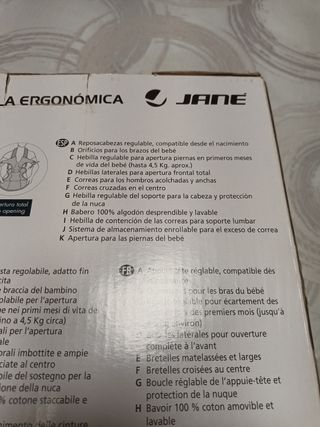 LA ERGONÓMICA JANÉ
ESP A Reposacabezas regulable, compatible desde el nacimiento
B Orificios para los brazos del bebé
C Hebilla regulable para apertura piernas en primeros meses
de vida del bebé (hasta 4,5 Kg. aprox.)
D Hebillas laterales para apertura frontal total
E Correas para los hombros acolchadas y anchas
F Correas cruzadas en el centro
G Hebilla regulable del soporte para la cabeza y protección
de la nuca
H Babero 100% algodón desprendible y lavable
I Hebilla de contención de las correas para soporte lumbar
J Sistema de almacenamiento enrollable para el exceso de correa
K Apertura para las piernas del bebé
ertura total
opening
sta regolabile, adatto fin
cita
e braccia del bambino
olabile per l'apertura
e nei primi mesi di vita
ino a 4,5 Kg circa)
ali per l'apertura
ale
orali imbottite e ampie
ciate al centro
bile del sostegno per la
ione della nuca
% cotone staccabile e
imento delle cinture
FR A réglable, compatible dès
pour les bras du bébé
pour écartement des
des premiers mois (jusqu'à
latérales pour ouverture
complète à l'avant
E Bretelles matelassées et larges
F Bretelles croisées au centre
G Boucle réglable de l'appuie-tête et
protection de la nuque
H Bavoir 100 % coton amovible et
lavable